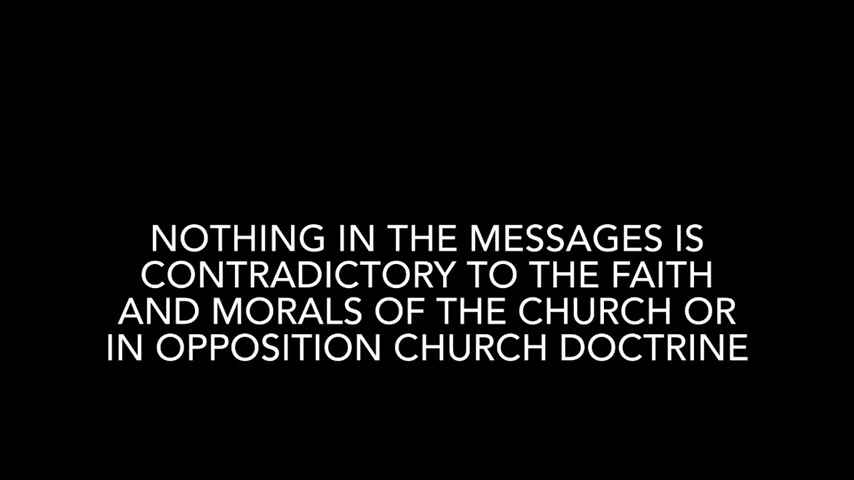 NOTHING IN THE MESSAGES IS
CONTRADICTORY TO THE FAITH
AND MORALS OF THE CHURCH OR
IN OPPOSITION CHURCH DOCTRINE